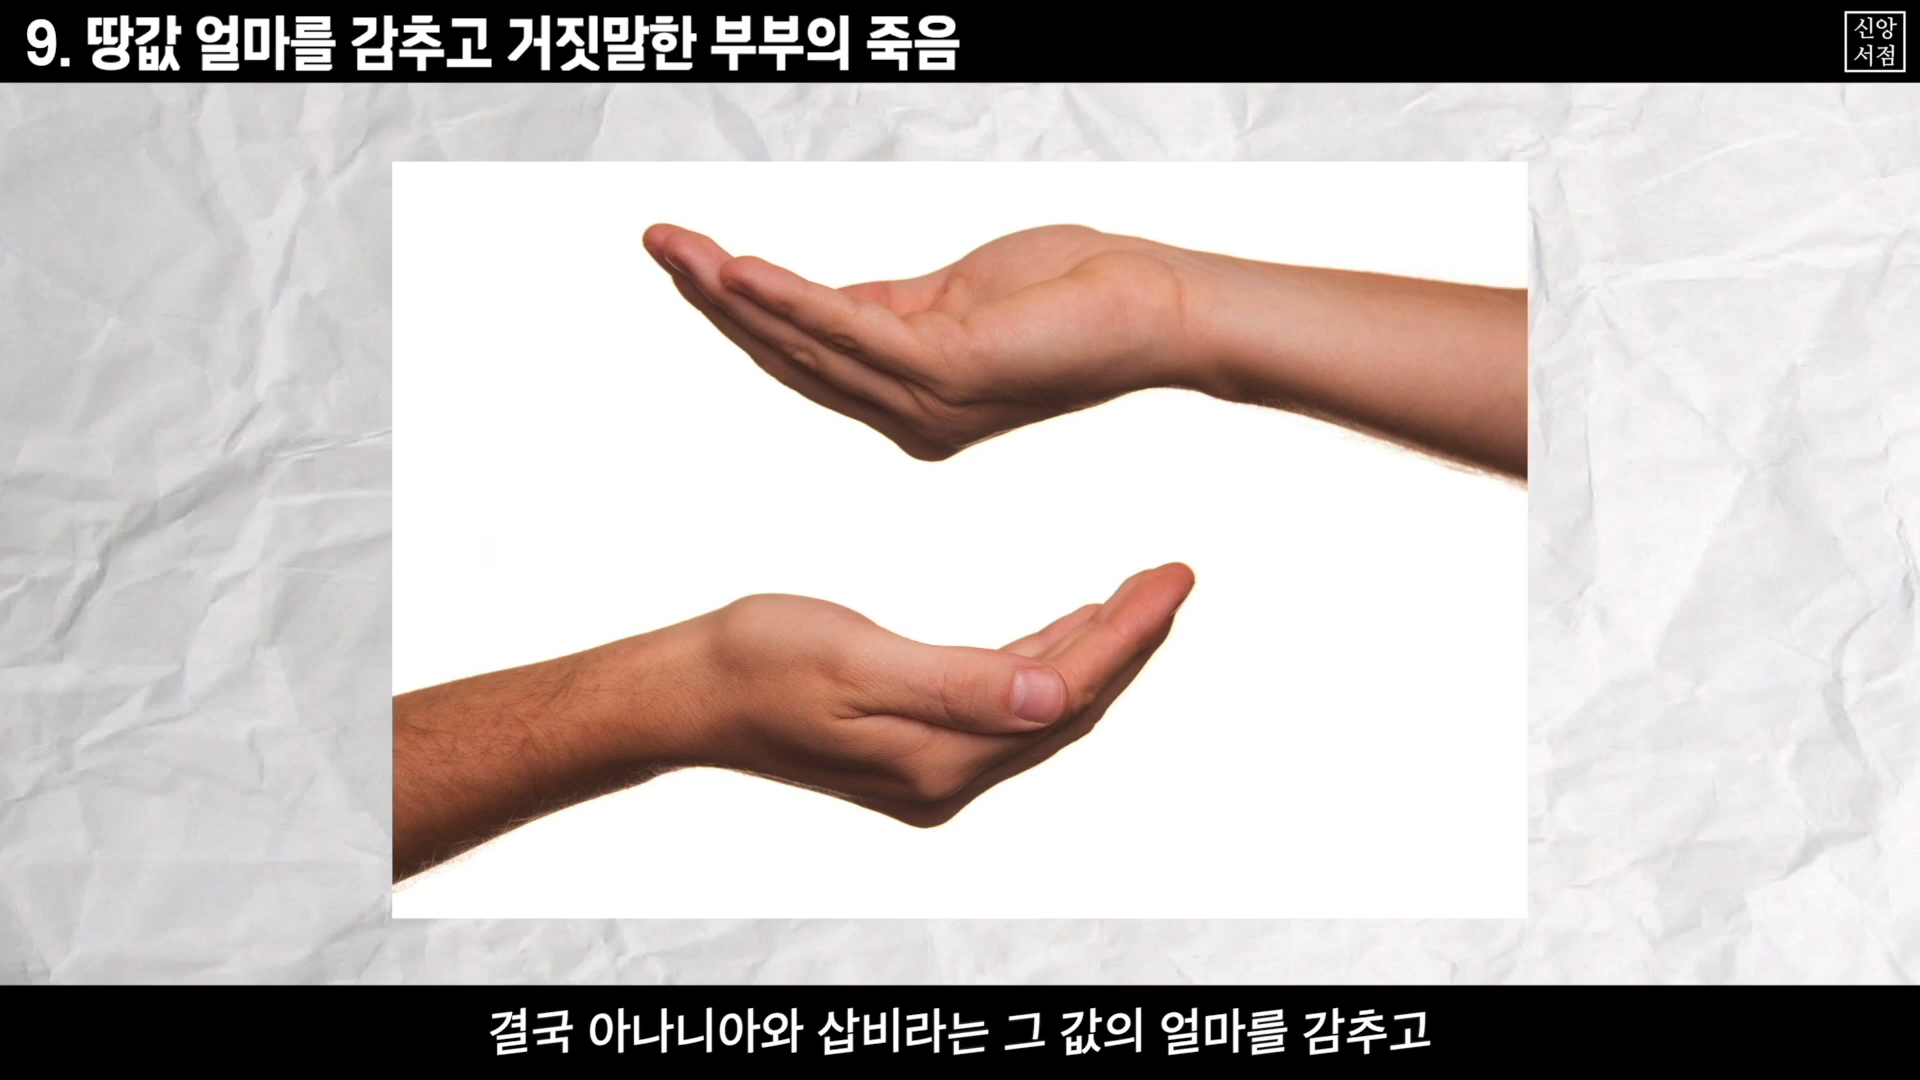 9. 땅값 얼마를 감추고 거짓말한 부부의 죽음
신앙
서점
결국 아나니아와 삽비라는 그 값의 얼마를 감추고